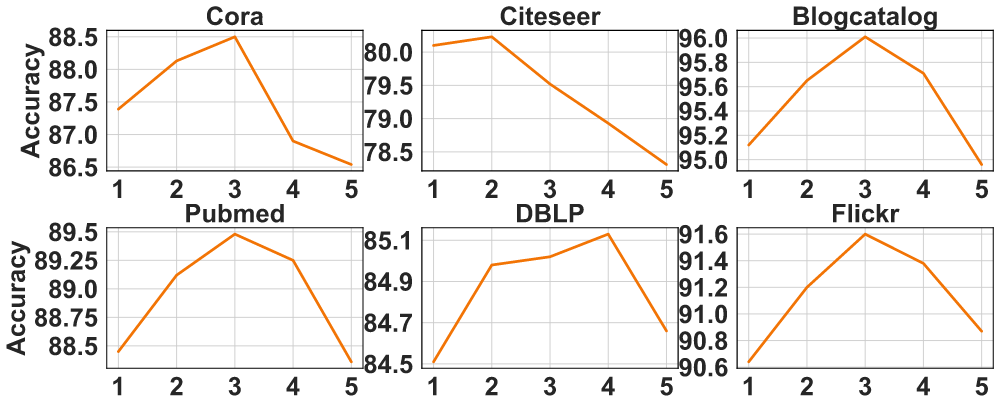 Cora
Citeseer
Blogcatalog
Accuracy
88.5
88.0
87.5
87.0
86.5
1 2 3 4 5
80.0
79.5
79.0
78.5
1 2 3 4 5
96.0
95.8
95.6
95.4
95.2
95.0
1 2 3 4 5
Pubmed
DBLP
Flickr
Accuracy
89.5
89.25
89.0
88.75
88.5
1 2 3 4 5
85.1
84.9
84.7
84.5
1 2 3 4 5
91.6
91.4
91.2
91.0
90.8
90.6
1 2 3 4 5